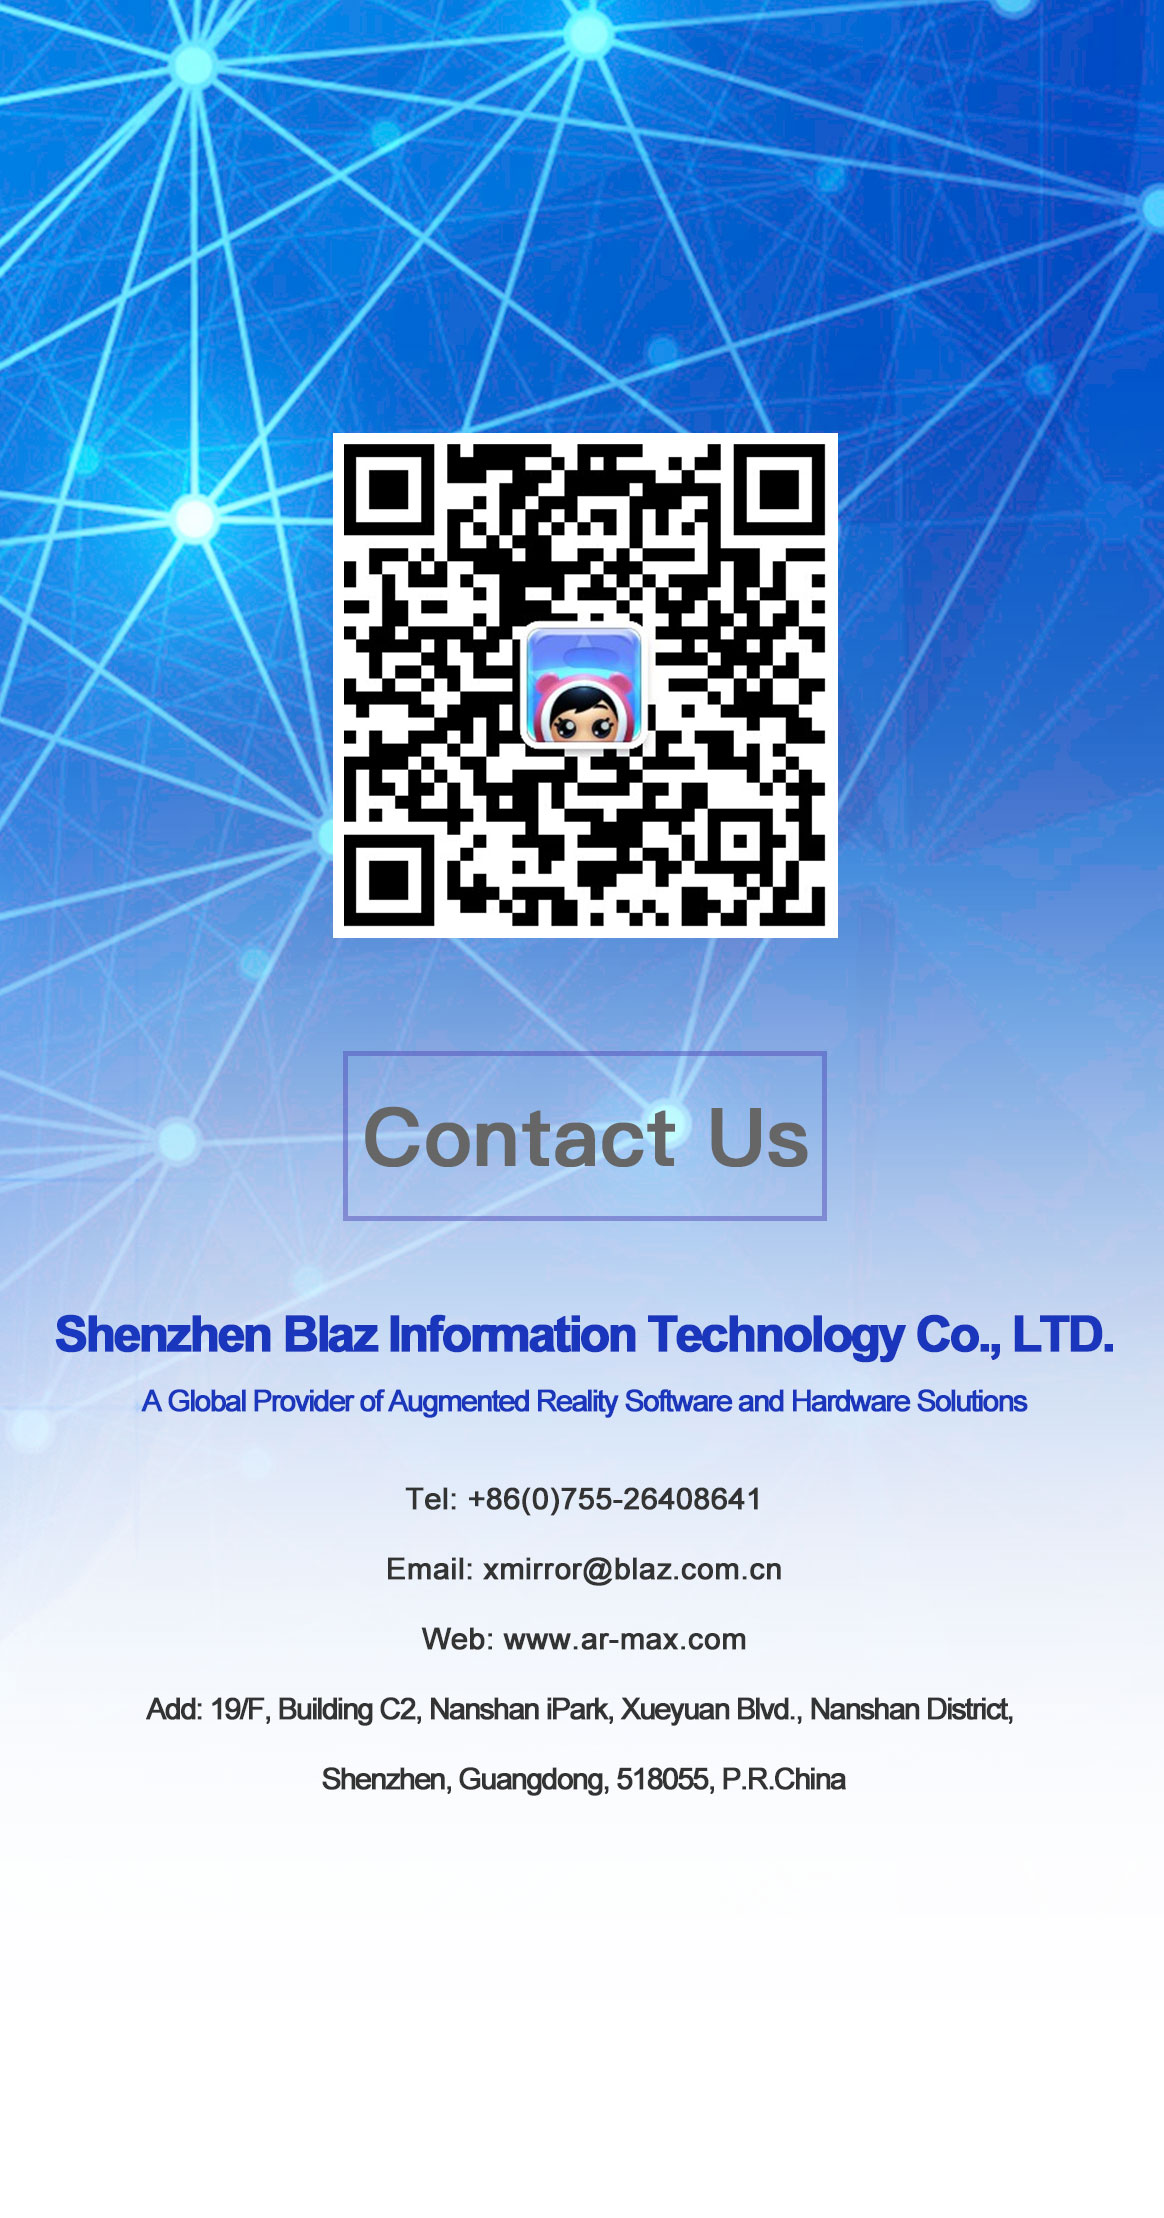 Contact Us
Shenzhen Blaz Information Technology Co., LTD.
A Global Provider of Augmented Reality Software and Hardware Solutions
Tel: +86(0)755-26408641
Email: xmirror@blaz.com.cn
Web: www.ar-max.com
Add: 19/F, Building C2, Nanshan iPark, Xueyuan Blvd., Nanshan District,
Shenzhen, Guangdong, 518055, P.R.China